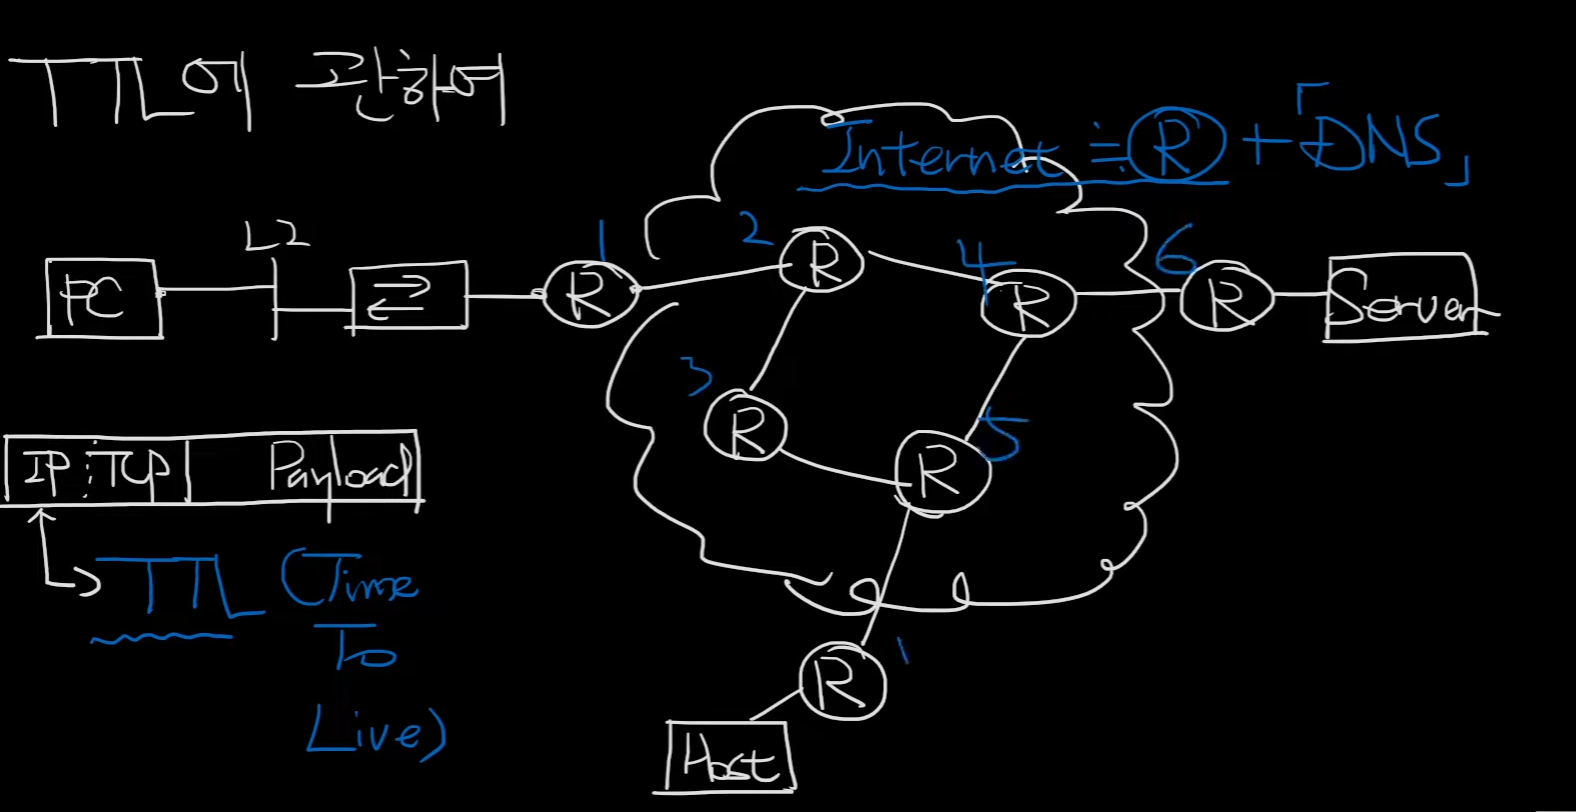 TTL에 관하여
Internet ≒ Ⓡ + 「DNS」
L2
PC
1
R
2
R
4
R
6
R
Server
3
R
5
R
IP TCP Payload
TTL (Time
To
Live)
1
R
Host